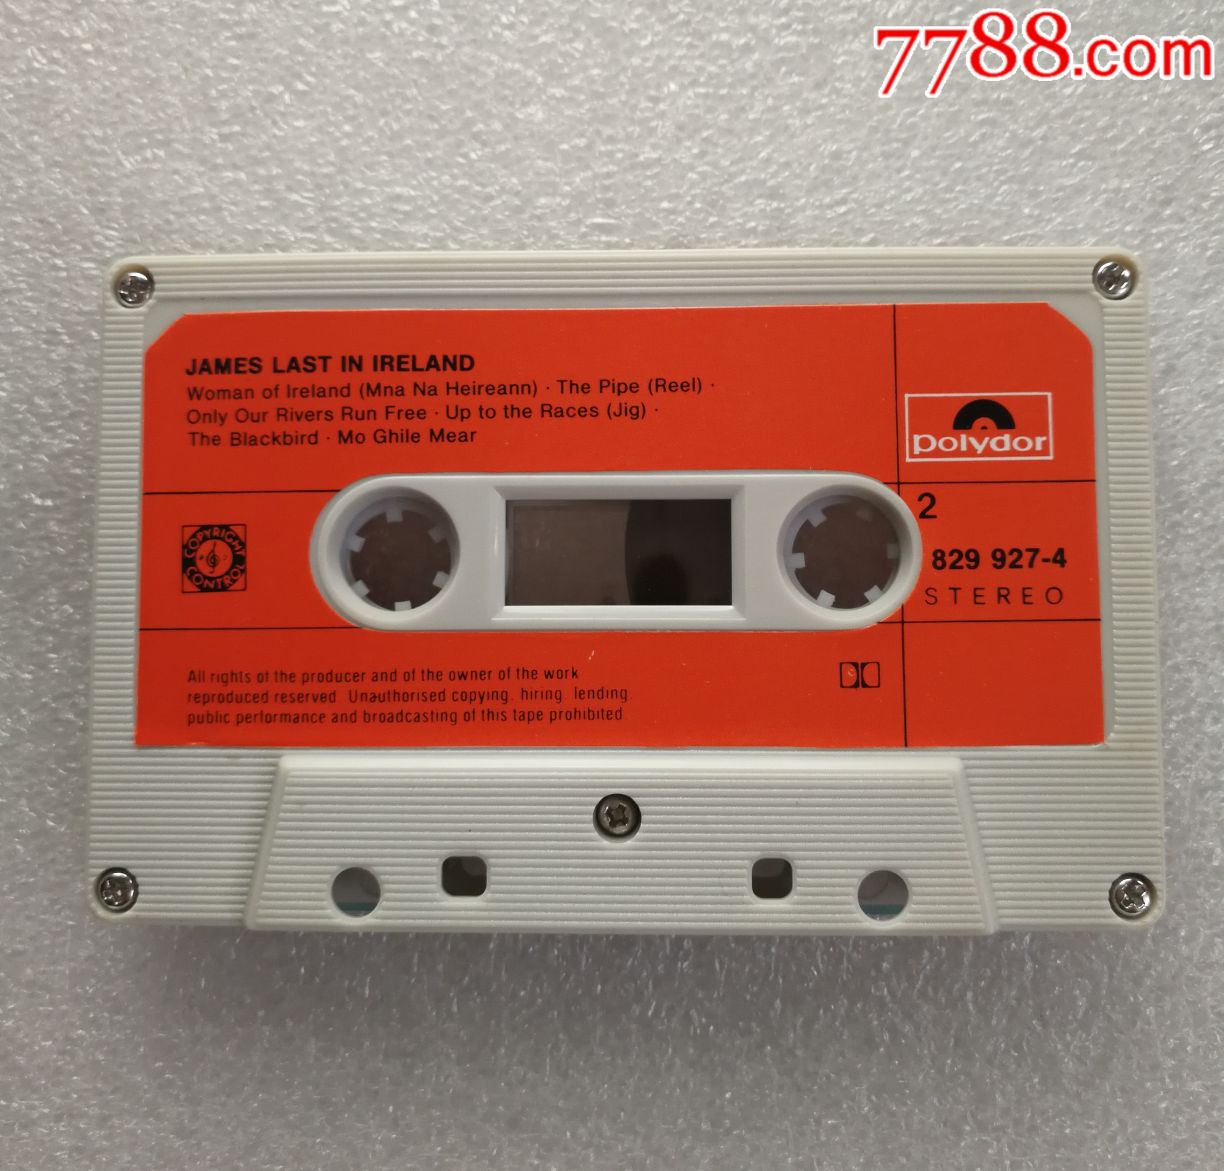 7788.com
JAMES LAST IN IRELAND
Woman of Ireland (Mna Na Heireann) · The Pipe (Reel) ·
Only Our Rivers Run Free · Up to the Races (Jig) ·
The Blackbird · Mo Ghile Mear
polydor
2
829 927-4
STEREO
COPYRIGHT
CONTROL
All rights of the producer and of the owner of the work
reproduced reserved. Unauthorised copying, hiring, lending,
public performance and broadcasting of this tape prohibited.